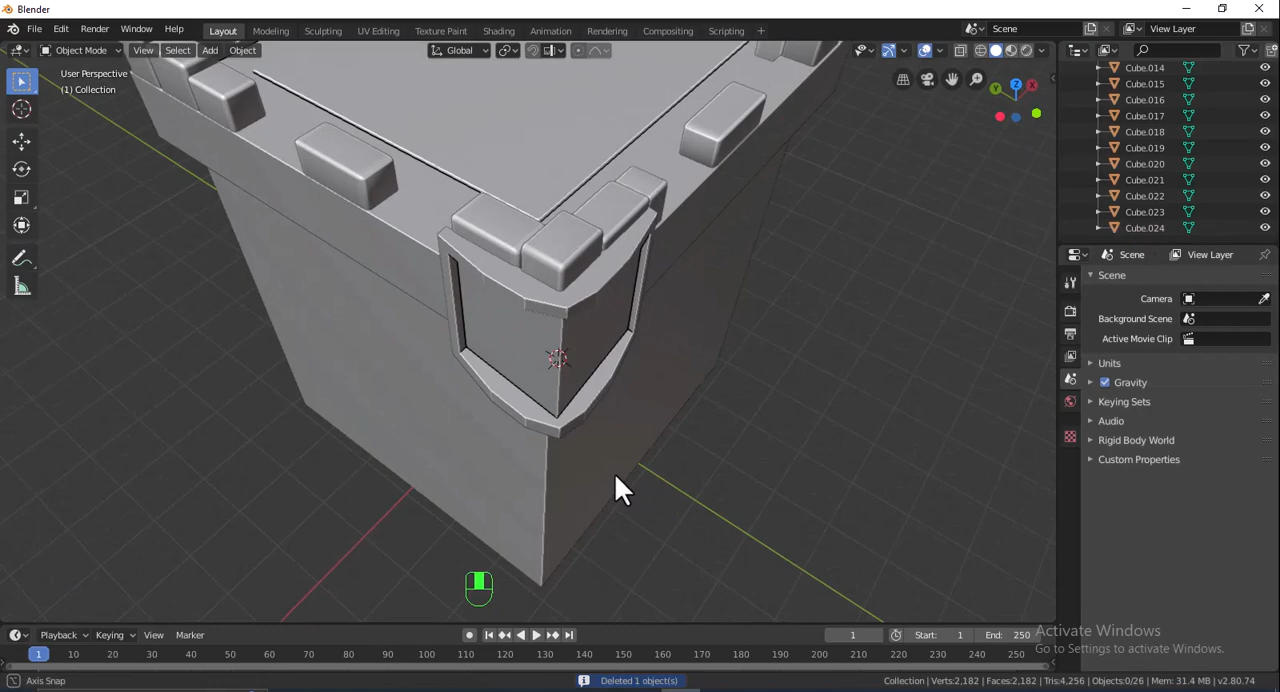 Blender
File Edit Render Window Help Layout Modeling Sculpting UV Editing Texture Paint Shading Animation Rendering Compositing Scripting + Scene View Layer
Object Mode View Select Add Object Global
User Perspective
(1) Collection
Z
Y
X
Cube.014
Cube.015
Cube.016
Cube.017
Cube.018
Cube.019
Cube.020
Cube.021
Cube.022
Cube.023
Cube.024
Scene View Layer
Scene
Camera
Background Scene
Active Movie Clip
Units
Gravity
Keying Sets
Audio
Rigid Body World
Custom Properties
Playback Keying View Marker 1 Start: 1 End: 250
1 10 20 30 40 50 60 70 80 90 100 110 120 130 140 150 160 170 180 190 200 210 220 230 240 250
Activate Windows
Go to Settings to activate Windows.
Axis Snap Deleted 1 object(s) Collection | Verts:2,182 | Faces:2,182 | Tris:4,256 | Objects:0/26 | Mem: 31.4 MB | v2.80.74